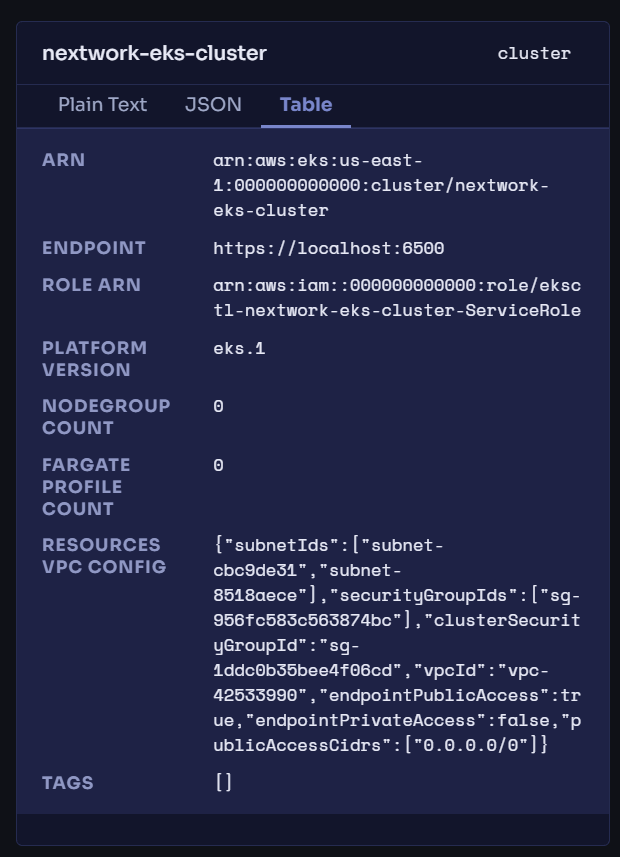 nextwork-eks-cluster
cluster
Plain Text
JSON
Table
ARN
arn:aws:eks:us-east-
1:000000000000:cluster/nextwork-
eks-cluster
ENDPOINT
https://localhost:6500
ROLE ARN
arn:aws:iam::000000000000:role/eksc
tl-nextwork-eks-cluster-ServiceRole
PLATFORM
VERSION
eks.1
NODEGROUP
COUNT
0
FARGATE
PROFILE
COUNT
0
RESOURCES
VPC CONFIG
{"subnetIds":["subnet-
cbc9de31","subnet-
8518aece"],"securityGroupIds":["sg-
956fc583c563874bc"],"clusterSecurit
yGroupId":"sg-
1ddc0b35bee4f06cd","vpcId":"vpc-
42533990","endpointPublicAccess":tr
ue,"endpointPrivateAccess":false,"p
ublicAccessCidrs":["0.0.0.0/0"]}
TAGS
[]